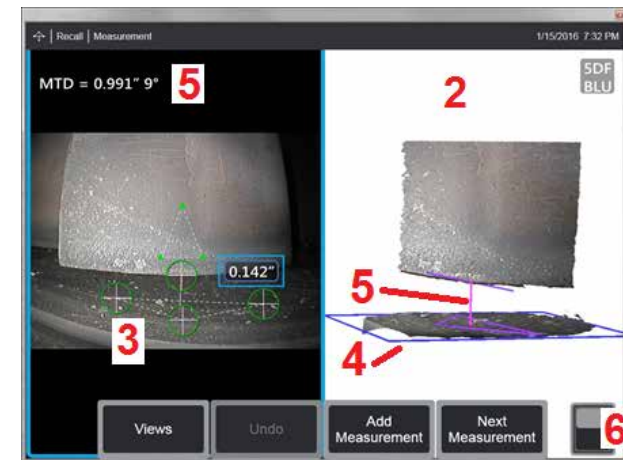 Recall | Measurement
1/15/2016 7:32 PM
MTD = 0.991" 9°
5
2
5DF
BLU
0.142"
3
5
4
Views
Undo
Add
Measurement
Next
Measurement
6